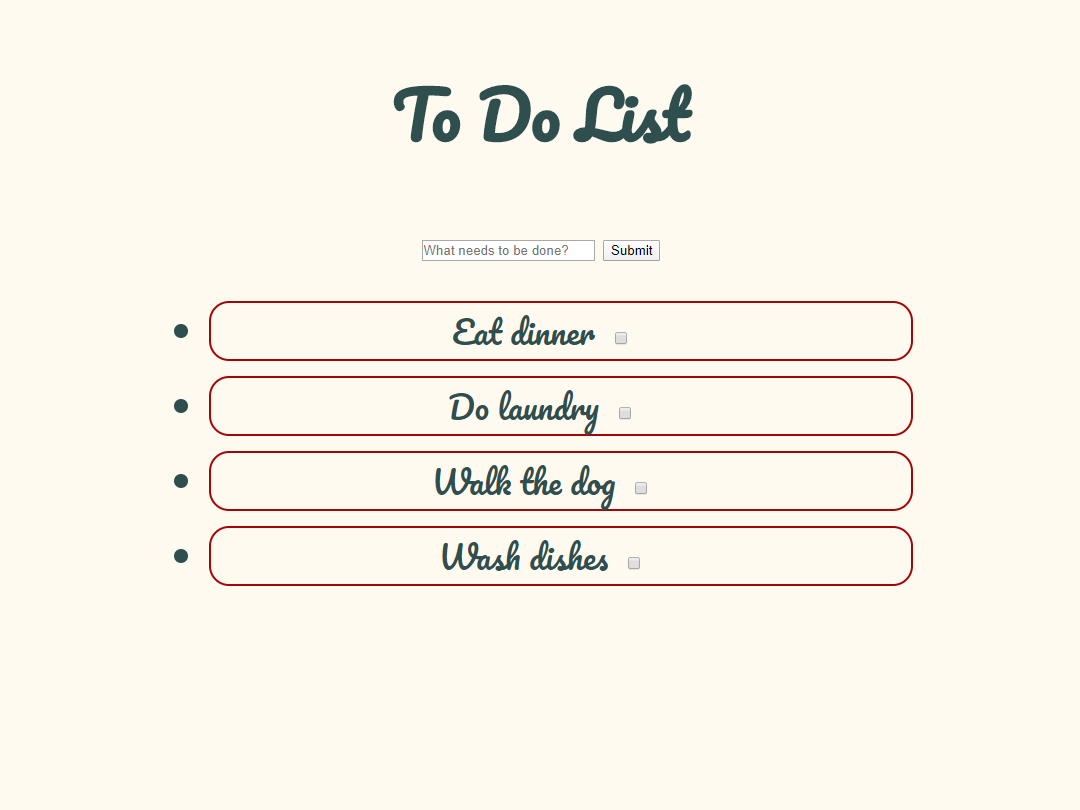 To Do List
What needs to be done? Submit
Eat dinner
Do laundry
Walk the dog
Wash dishes